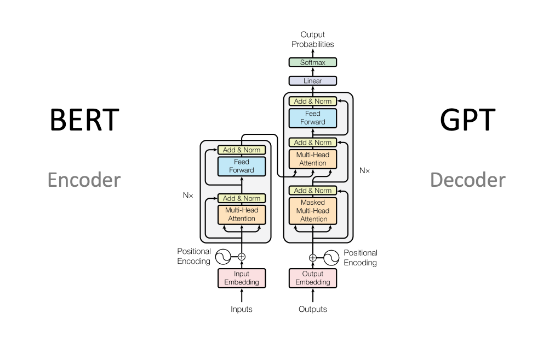 BERT
Encoder
GPT
Decoder
Output
Probabilities
Softmax
Linear
Add & Norm
Feed
Forward
Add & Norm
Multi-Head
Attention
Add & Norm
Masked
Multi-Head
Attention
Nx
Positional
Encoding
Output
Embedding
Outputs
Add & Norm
Feed
Forward
Add & Norm
Multi-Head
Attention
Nx
Positional
Encoding
Input
Embedding
Inputs